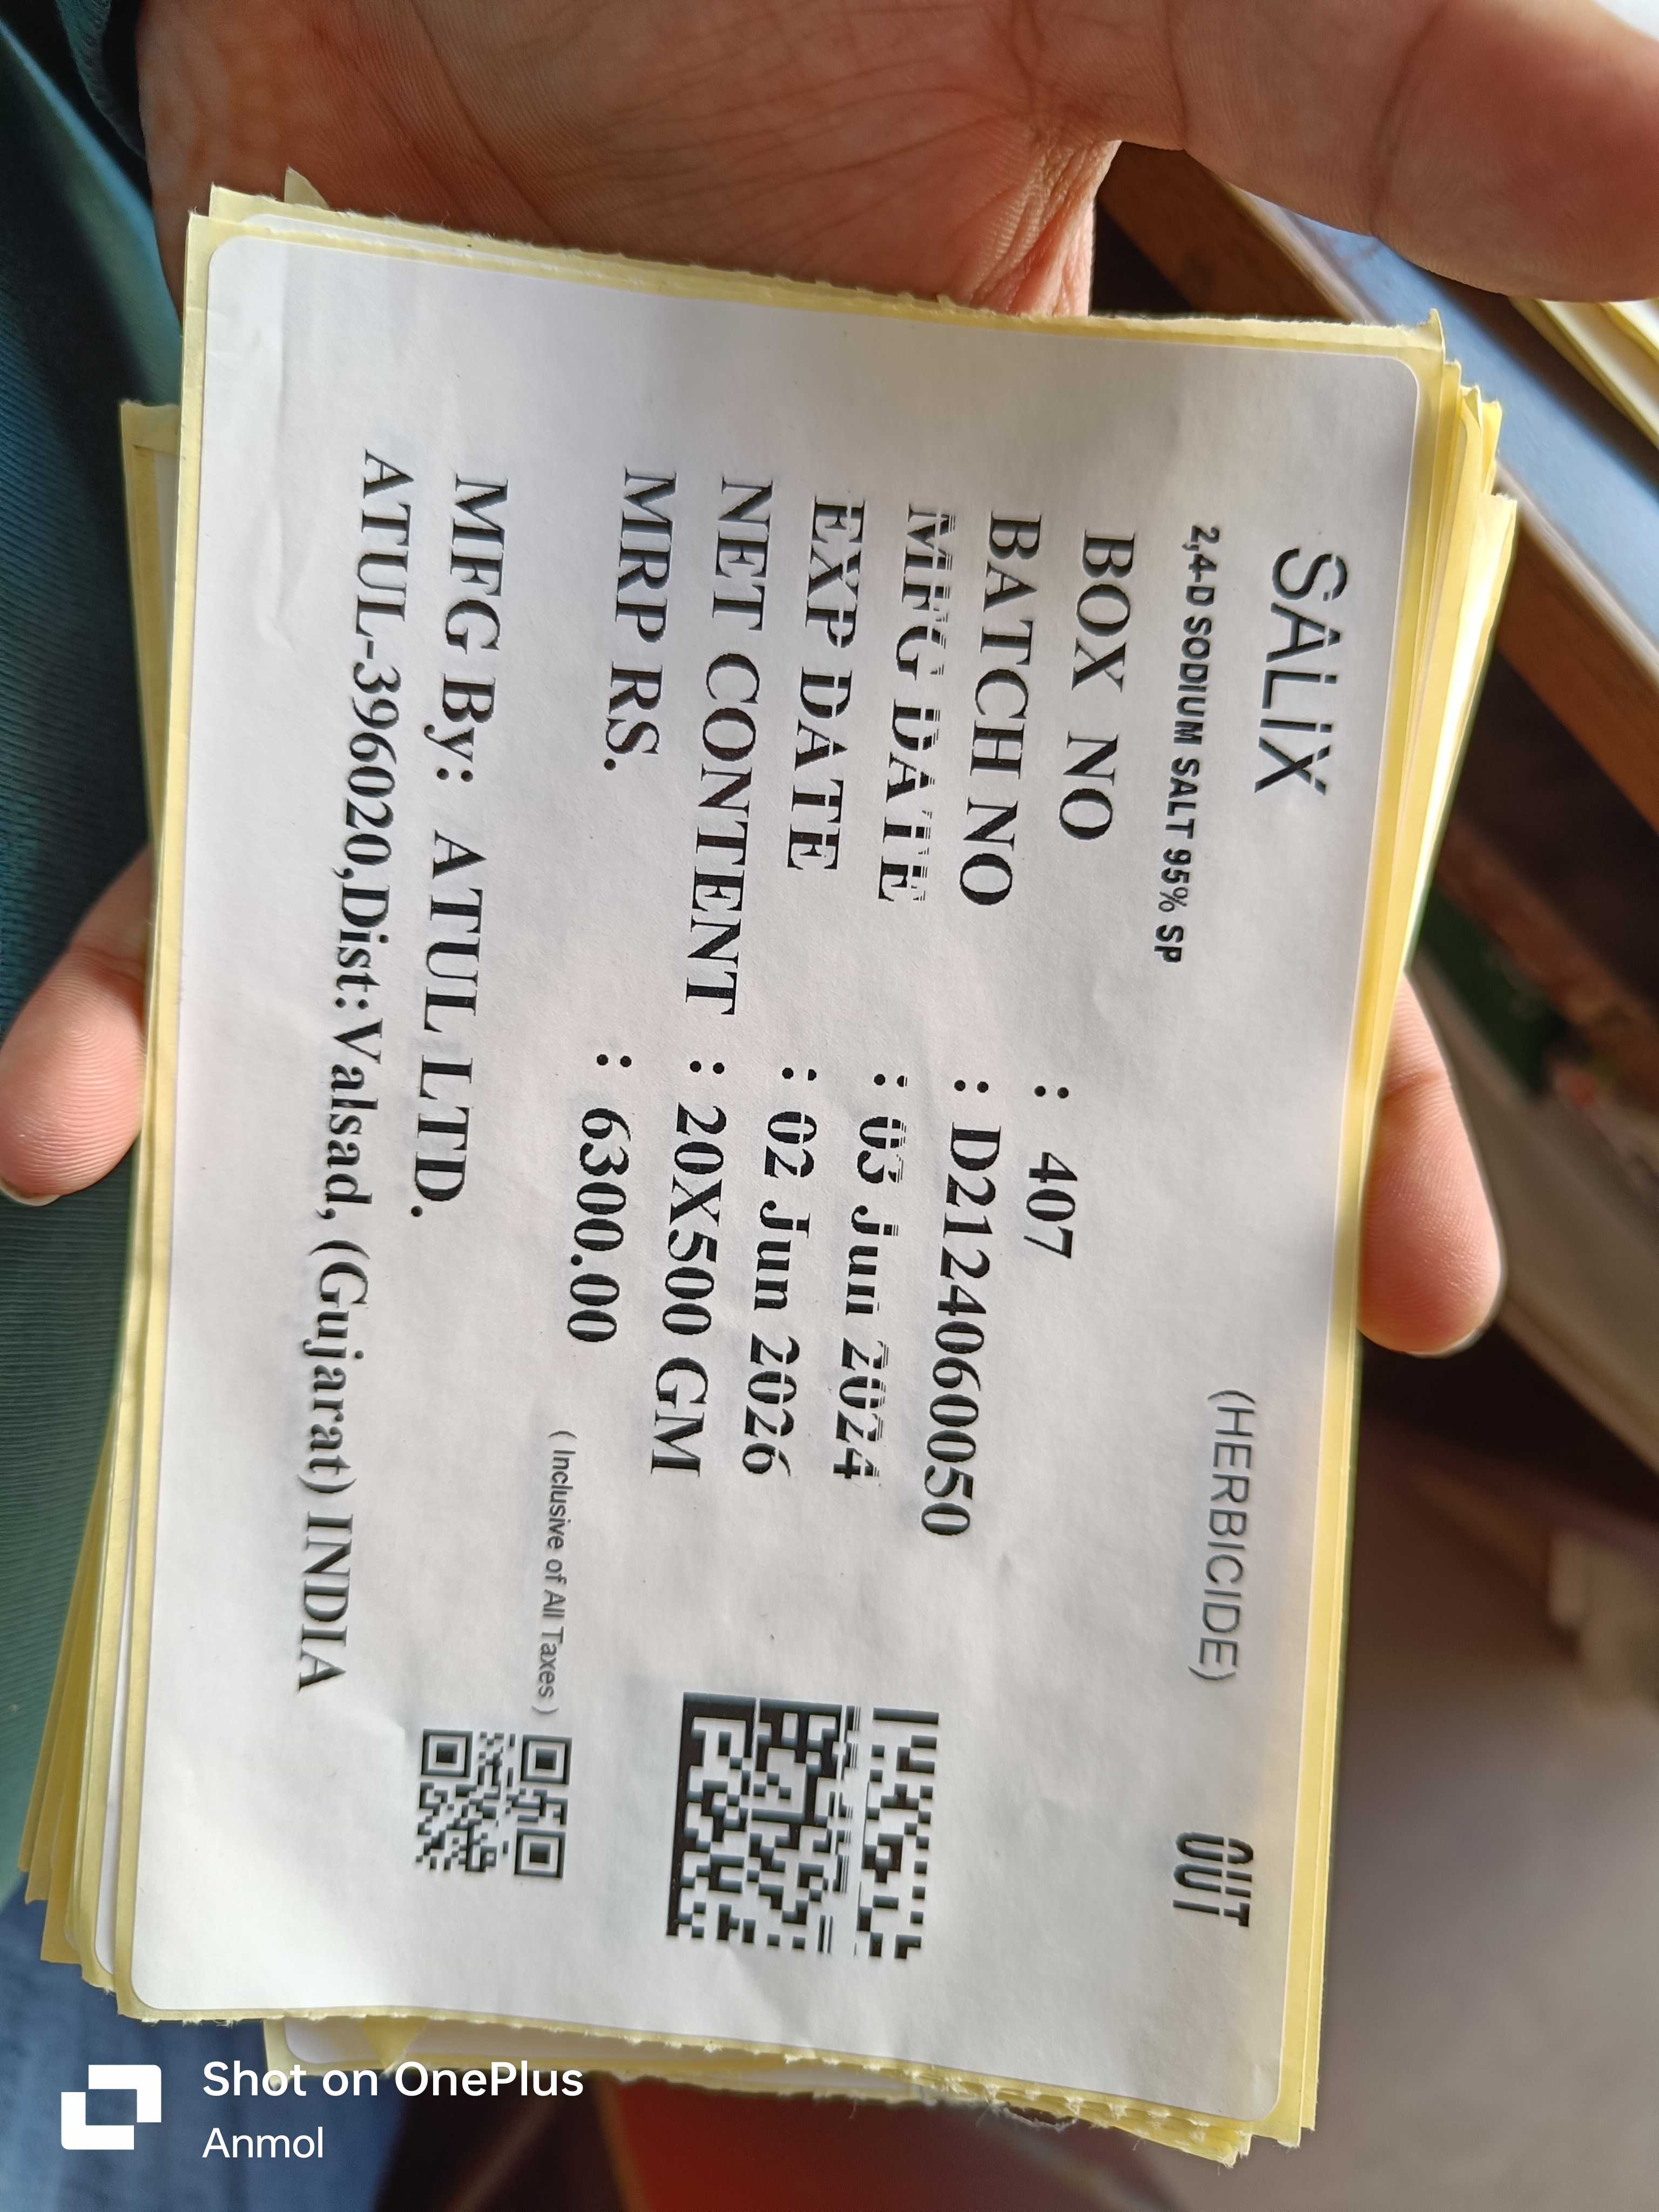 SALIX
2,4-D SODIUM SALT 95% SP (HERBICIDE) OUT
BOX NO : 407
BATCH NO : D2124060050
MFG DATE : 03 Jun 2024
EXP DATE : 02 Jun 2026
NET CONTENT : 20X500 GM
MRP RS. : 6300.00
( Inclusive of All Taxes )
MFG By: ATUL LTD.
ATUL-396020,Dist:Valsad, (Gujarat) INDIA
Shot on OnePlus
Anmol